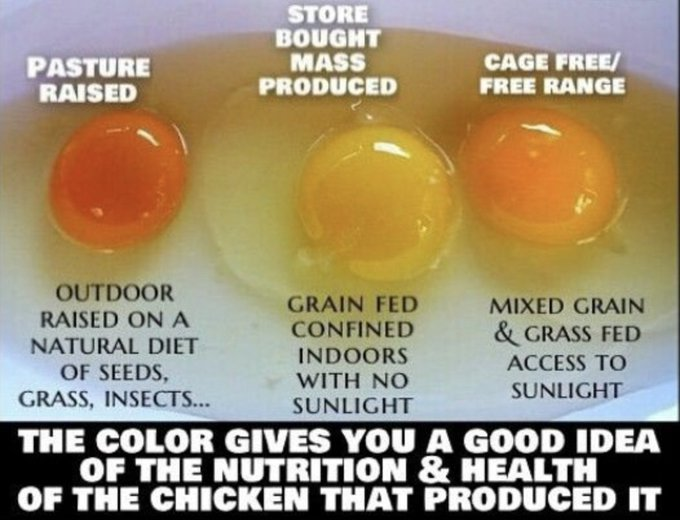 PASTURE
RAISED
STORE
BOUGHT
MASS
PRODUCED
CAGE FREE/
FREE RANGE
OUTDOOR
RAISED ON A
NATURAL DIET
OF SEEDS,
GRASS, INSECTS...
GRAIN FED
CONFINED
INDOORS
WITH NO
SUNLIGHT
MIXED GRAIN
& GRASS FED
ACCESS TO
SUNLIGHT
THE COLOR GIVES YOU A GOOD IDEA
OF THE NUTRITION & HEALTH
OF THE CHICKEN THAT PRODUCED IT